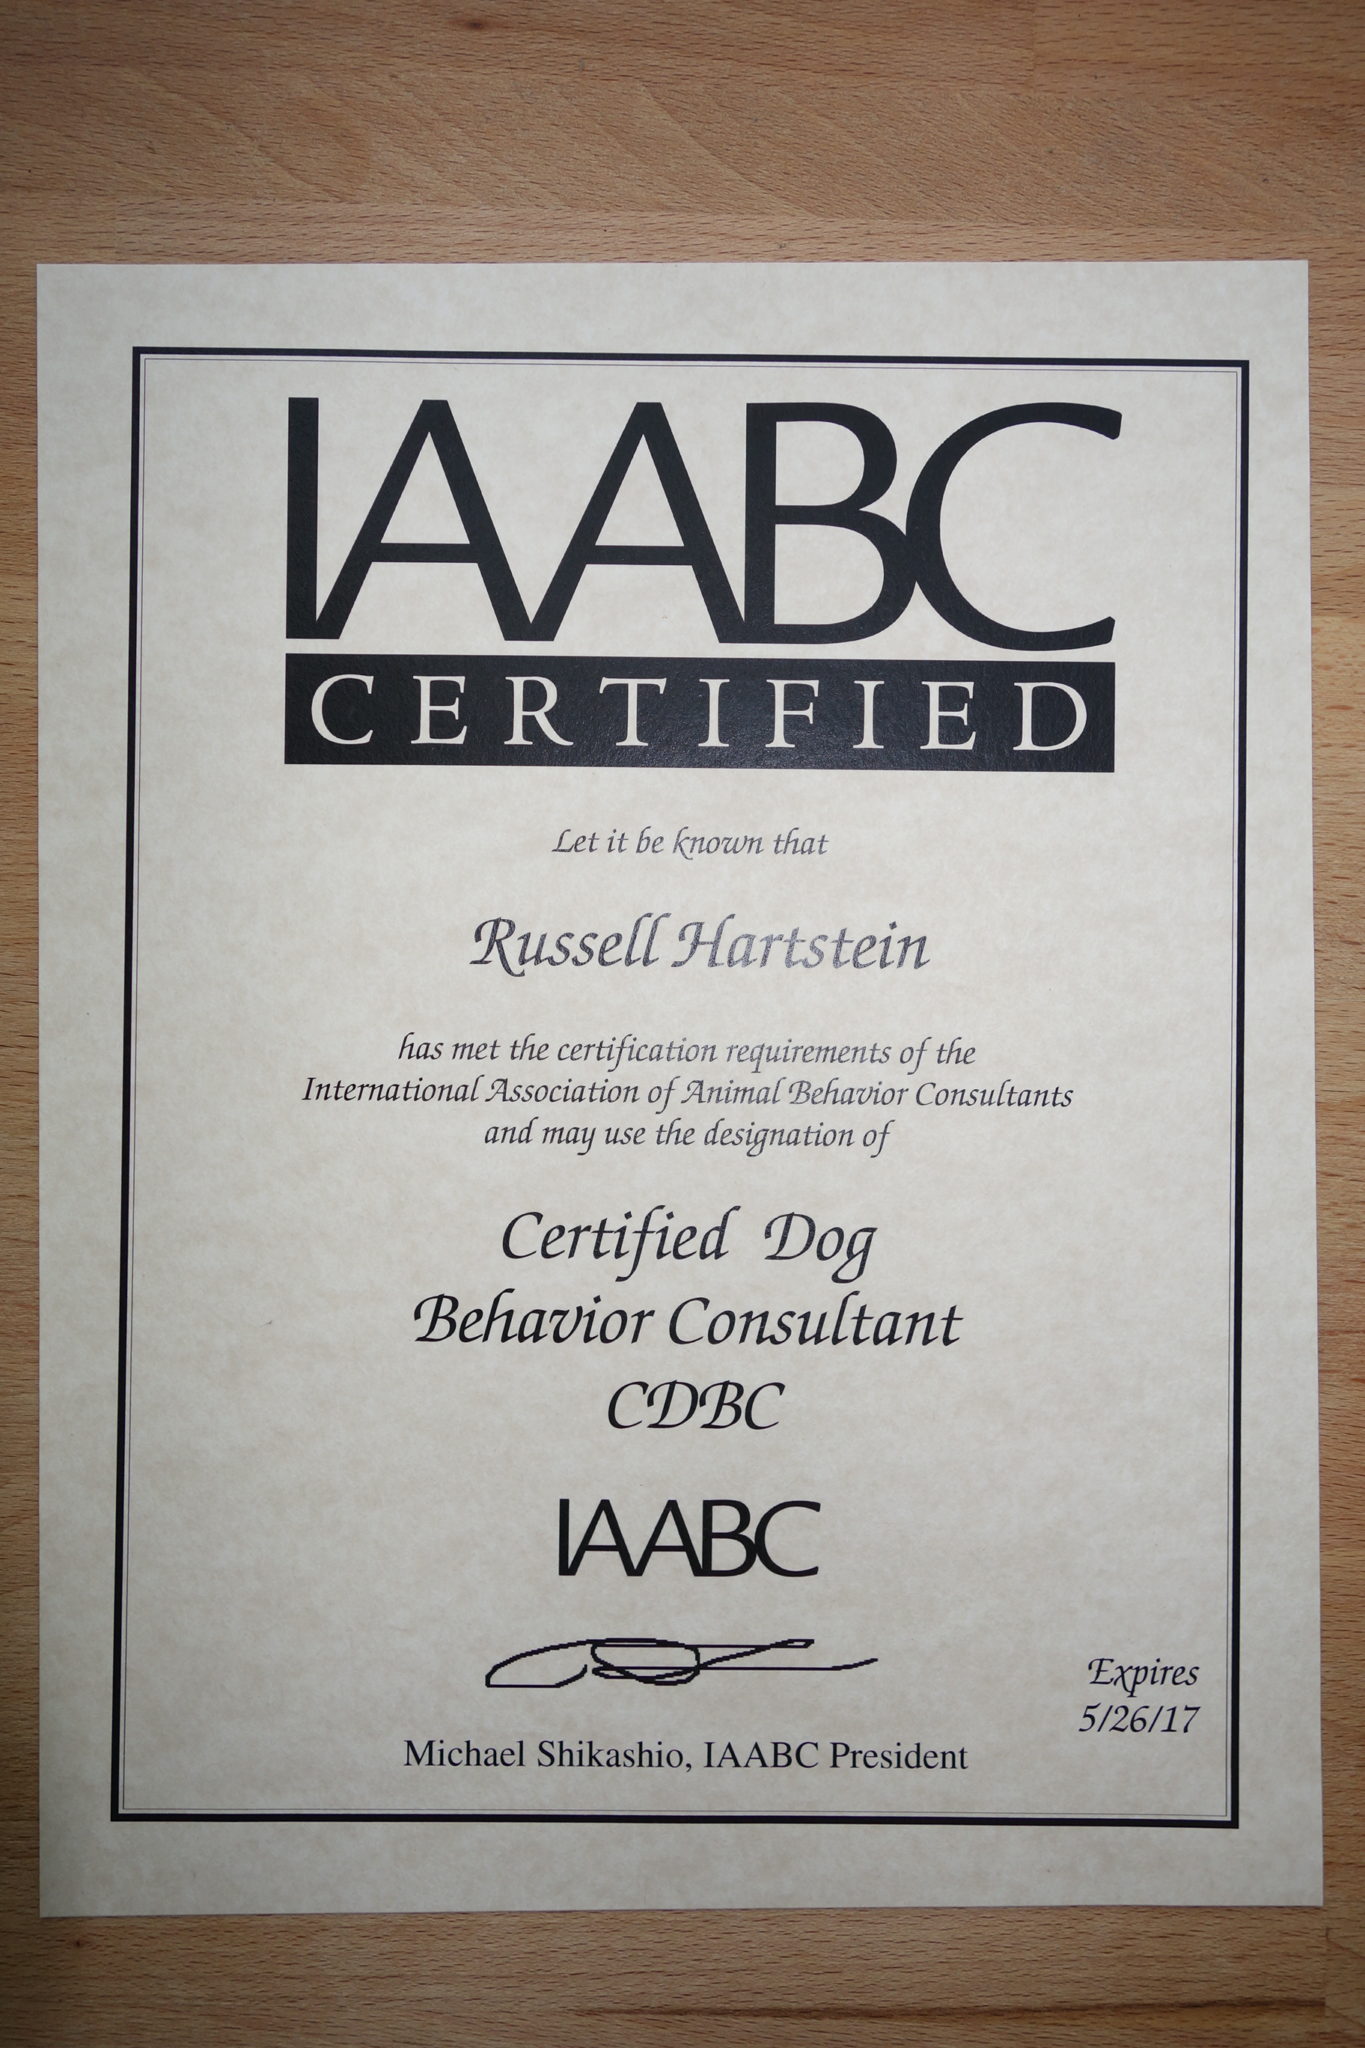 IAABC
CERTIFIED
Let it be known that
Russell Hartstein
has met the certification requirements of the
International Association of Animal Behavior Consultants
and may use the designation of
Certified Dog
Behavior Consultant
CDBC
IAABC
Expires
5/26/17
Michael Shikashio, IAABC President